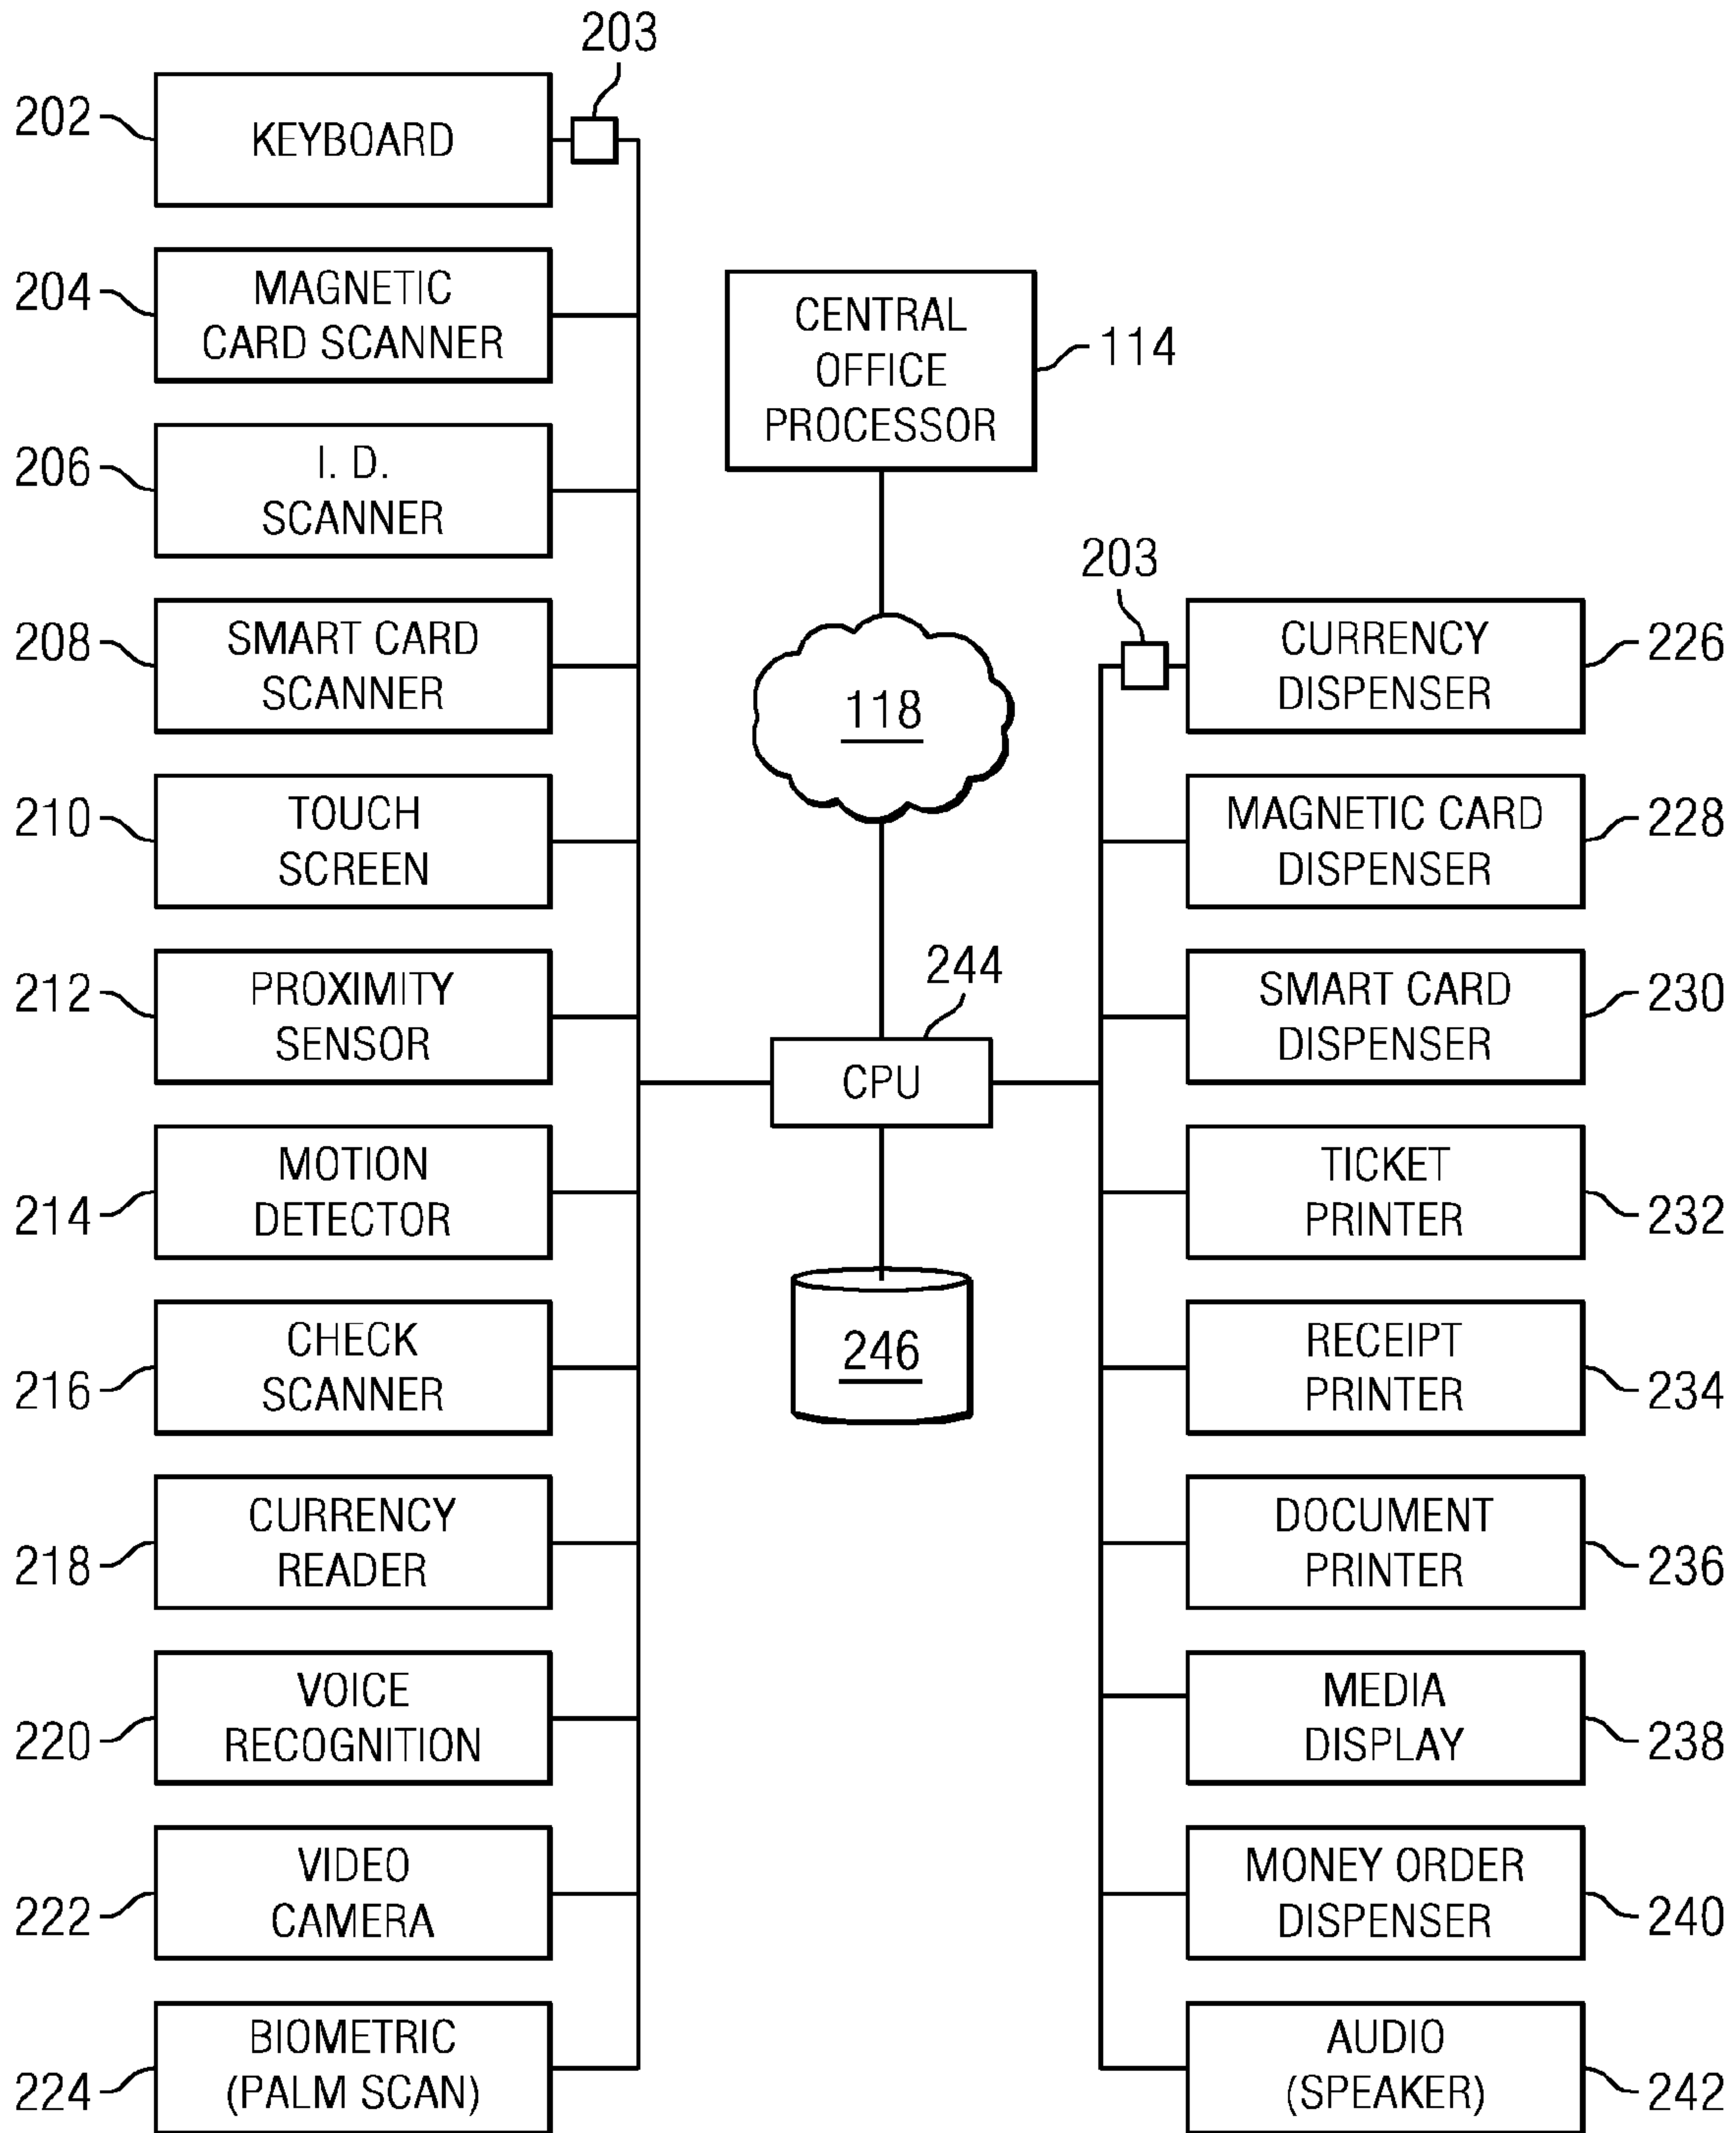 203
202
KEYBOARD
204
MAGNETIC
CARD SCANNER
206
I. D.
SCANNER
208
SMART CARD
SCANNER
210
TOUCH
SCREEN
212
PROXIMITY
SENSOR
214
MOTION
DETECTOR
216
CHECK
SCANNER
218
CURRENCY
READER
220
VOICE
RECOGNITION
222
VIDEO
CAMERA
224
BIOMETRIC
(PALM SCAN)
CENTRAL
OFFICE
PROCESSOR
114
118
244
CPU
246
203
CURRENCY
DISPENSER
226
MAGNETIC CARD
DISPENSER
228
SMART CARD
DISPENSER
230
TICKET
PRINTER
232
RECEIPT
PRINTER
234
DOCUMENT
PRINTER
236
MEDIA
DISPLAY
238
MONEY ORDER
DISPENSER
240
AUDIO
(SPEAKER)
242